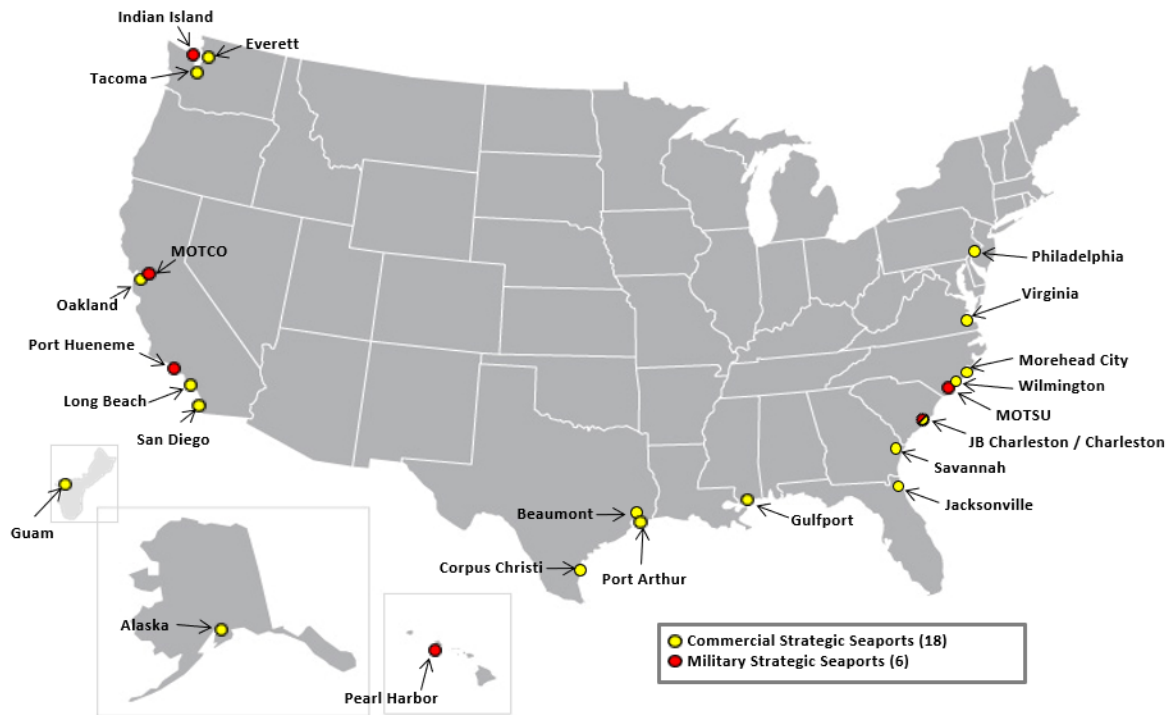 Indian Island
Everett
Tacoma
MOTCO
Oakland
Port Hueneme
Long Beach
San Diego
Guam
Alaska
Pearl Harbor
Beaumont
Corpus Christi
Port Arthur
Gulfport
Philadelphia
Virginia
Morehead City
Wilmington
MOTSU
JB Charleston / Charleston
Savannah
Jacksonville
Commercial Strategic Seaports (18)
Military Strategic Seaports (6)